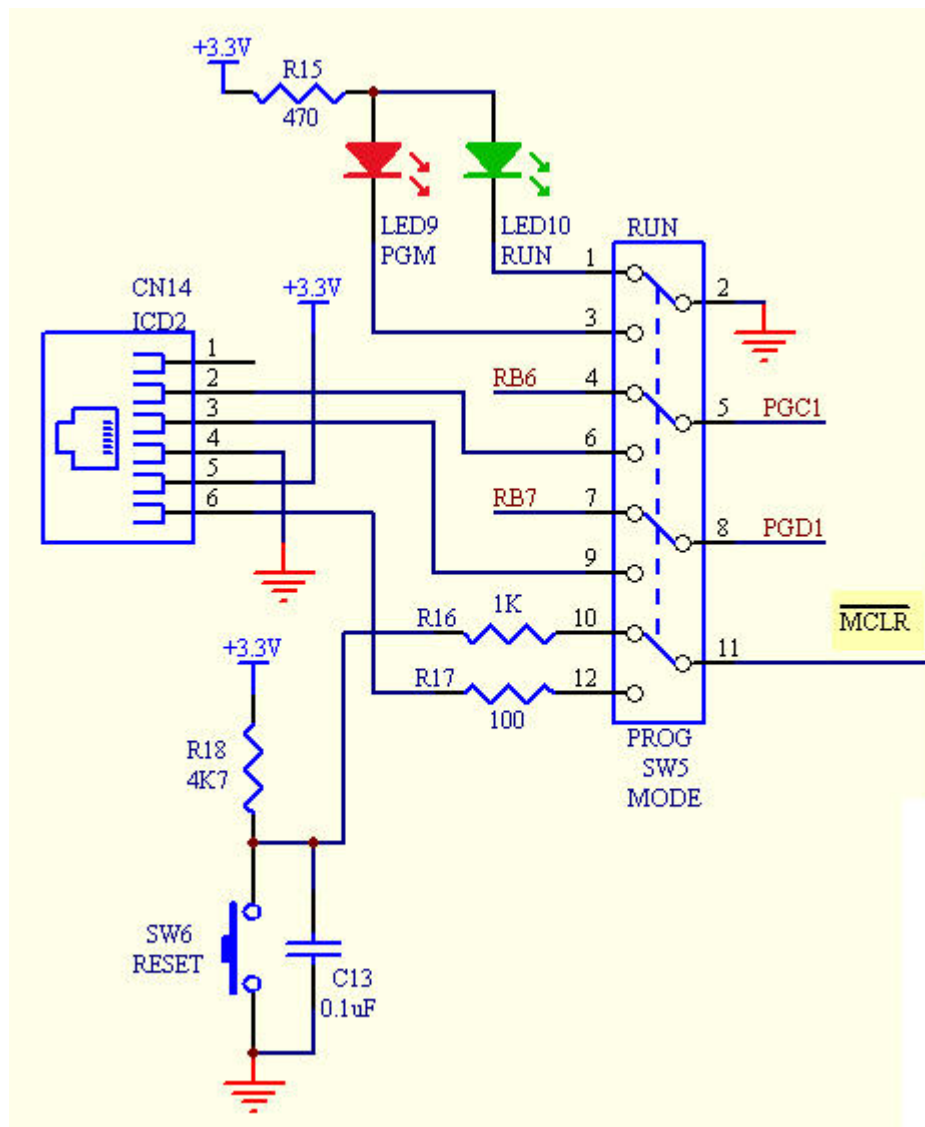 +3.3V
R15
470
LED9
PGM
LED10
RUN
RUN
1
2
3
CN14
ICD2
+3.3V
1
2
3
4
5
6
RB6
4
5
PGC1
6
RB7
7
8
PGD1
9
R16
1K
10
MCLR
11
R17
100
12
+3.3V
R18
4K7
PROG
SW5
MODE
SW6
RESET
C13
0.1uF